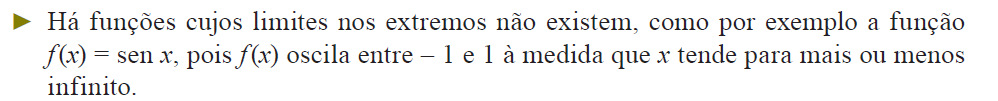 ► Há funções cujos limites nos extremos não existem, como por exemplo a função
f(x) = sen x, pois f(x) oscila entre – 1 e 1 à medida que x tende para mais ou menos
infinito.